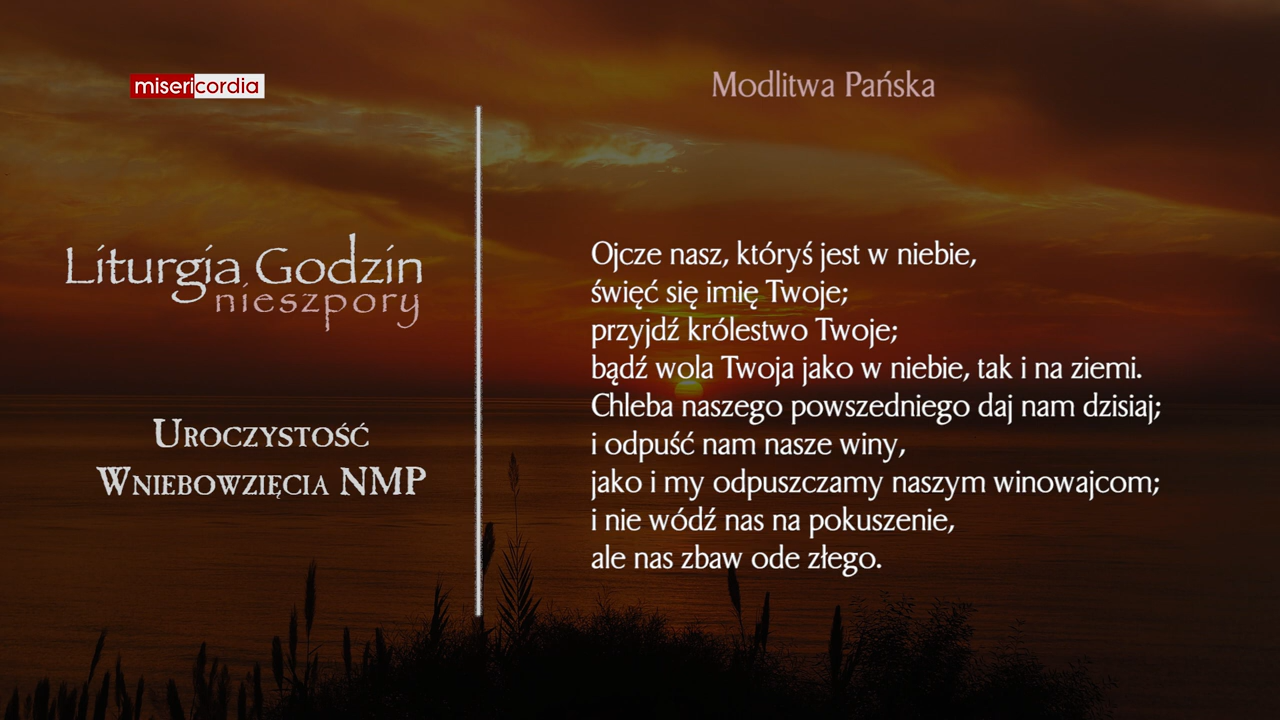 misericordia
Liturgia Godzin
nieszpory
Uroczystość
Wniebowzięcia NMP
Modlitwa Pańska
Ojcze nasz, któryś jest w niebie,
święć się imię Twoje;
przyjdź królestwo Twoje;
bądź wola Twoja jako w niebie, tak i na ziemi.
Chleba naszego powszedniego daj nam dzisiaj;
i odpuść nam nasze winy,
jako i my odpuszczamy naszym winowajcom;
i nie wódź nas na pokuszenie,
ale nas zbaw ode złego.